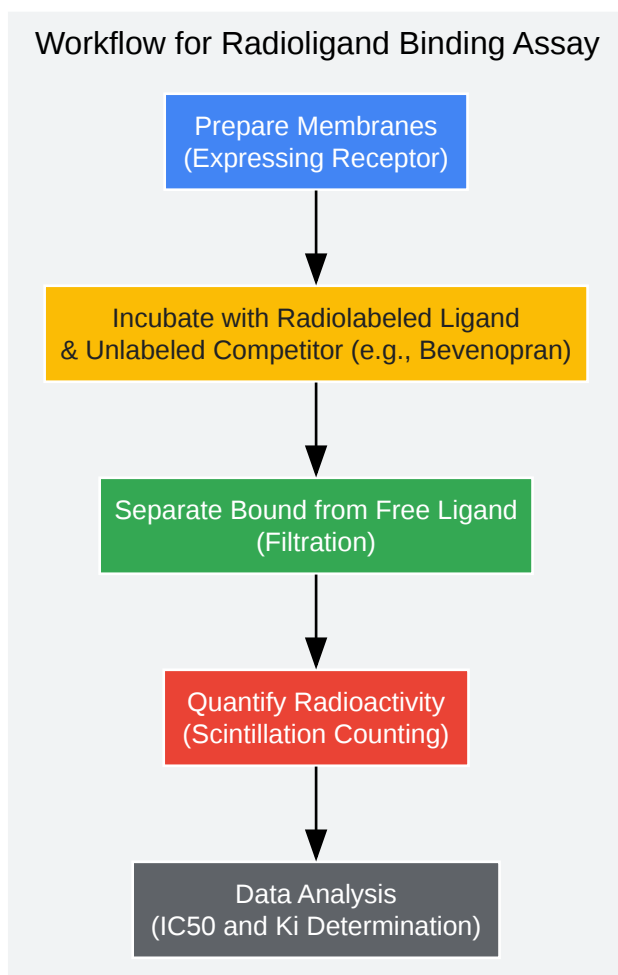 Workflow for Radioligand Binding Assay
Prepare Membranes
(Expressing Receptor)
Incubate with Radiolabeled Ligand
& Unlabeled Competitor (e.g., Bevenopran)
Separate Bound from Free Ligand
(Filtration)
Quantify Radioactivity
(Scintillation Counting)
Data Analysis
(IC50 and Ki Determination)